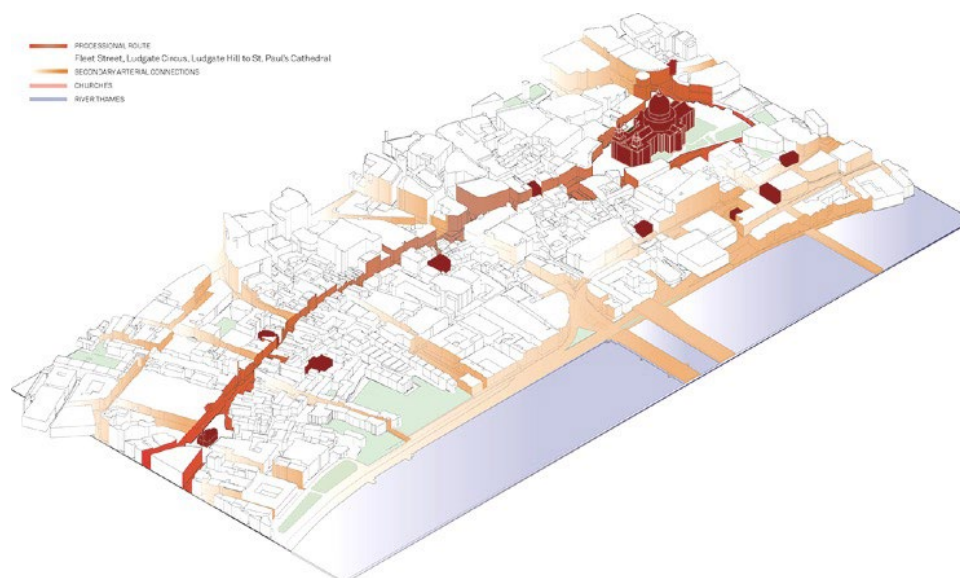 PROCESSIONAL ROUTE
Fleet Street, Ludgate Circus, Ludgate Hill to St. Paul's Cathedral
SECONDARY ARTERIAL CONNECTIONS
CHURCHES
RIVER THAMES